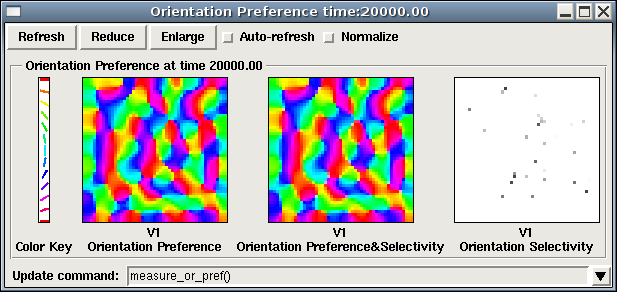 Orientation Preference time:20000.00
Refresh Reduce Enlarge Auto-refresh Normalize
Orientation Preference at time 20000.00
V1 V1 V1
Color Key Orientation Preference Orientation Preference&Selectivity Orientation Selectivity
Update command: measure_or_pref()